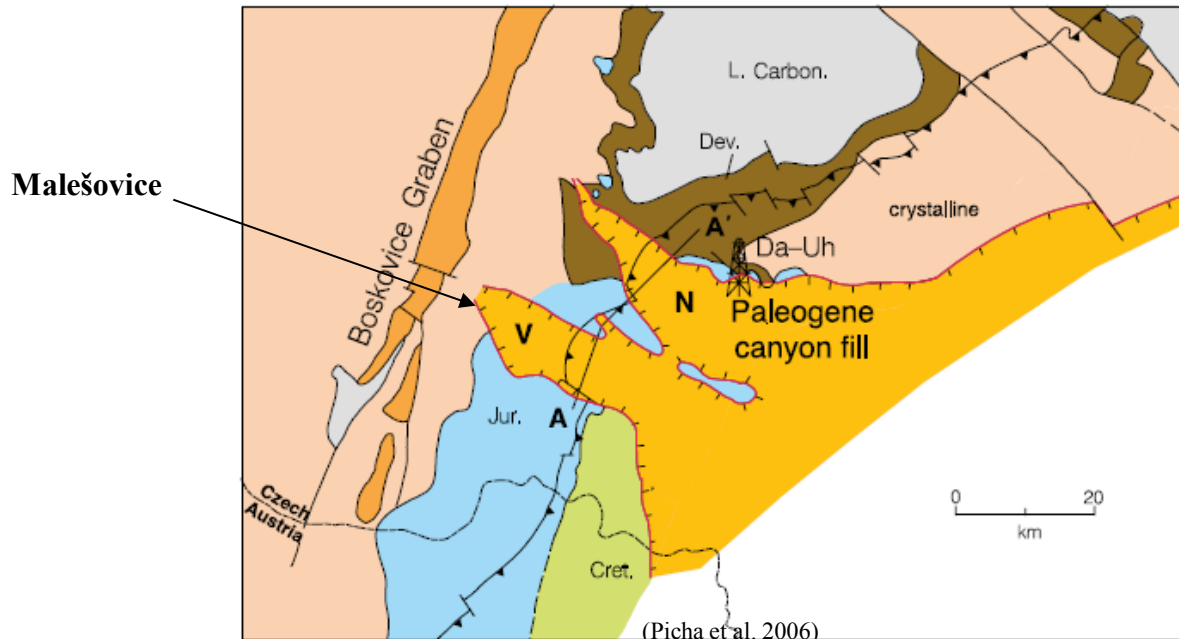 L. Carbon.
Boskovice Graben
Dev.
Malešovice
crystalline
A'
Da–Uh
N
Paleogene
canyon fill
V
Jur.
A
Czech
Austria
0 20
km
Cret.
(Picha et al. 2006)